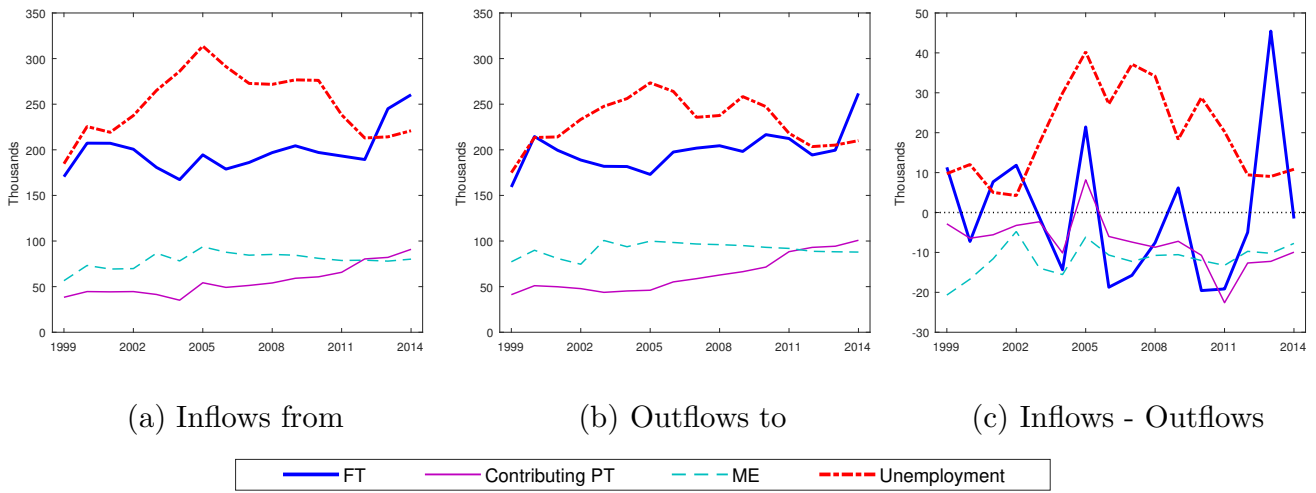 350
300
250
200
150
100
50
0
Thousands
1999 2002 2005 2008 2011 2014
(a) Inflows from
350
300
250
200
150
100
50
0
Thousands
1999 2002 2005 2008 2011 2014
(b) Outflows to
50
40
30
20
10
0
-10
-20
-30
Thousands
1999 2002 2005 2008 2011 2014
(c) Inflows - Outflows
FT Contributing PT ME Unemployment